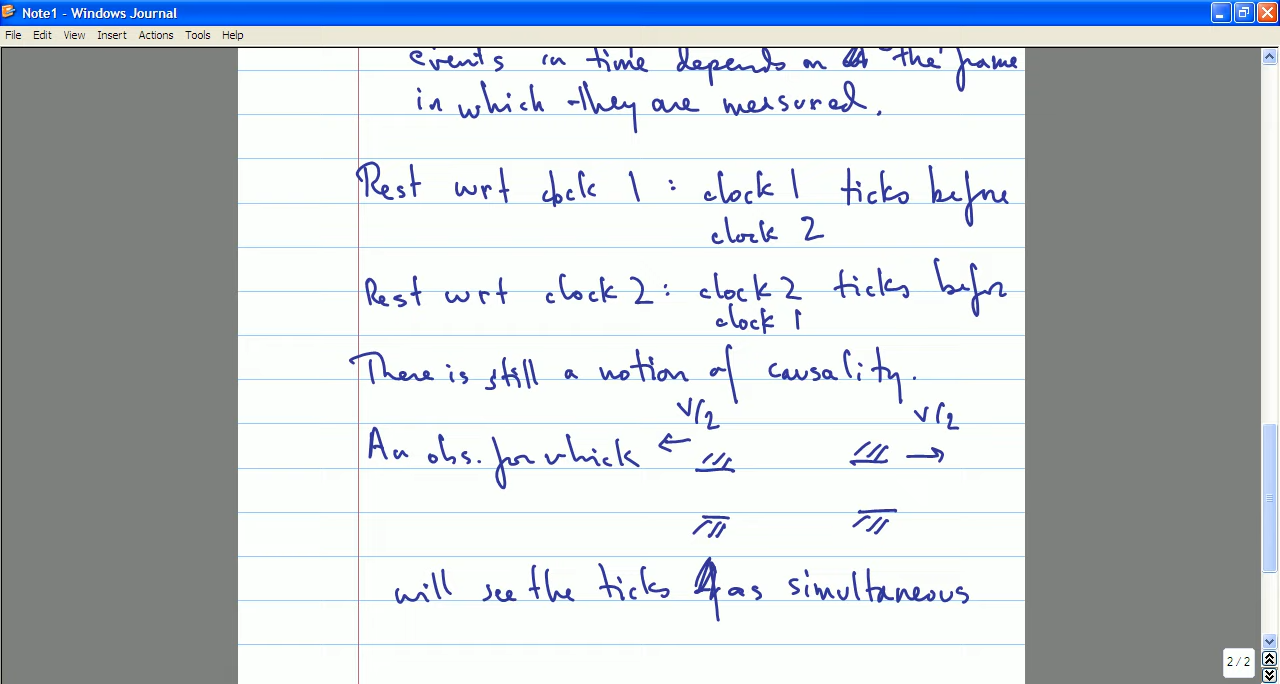 Note1 - Windows Journal
File Edit View Insert Actions Tools Help
events in time depends on the frame
in which they are measured.
Rest wrt clock 1 : clock 1 ticks before
clock 2
Rest wrt clock 2 : clock 2 ticks before
clock 1
There is still a notion of causality.
v/2 v/2
An obs. for which
will see the ticks as simultaneous
2 / 2